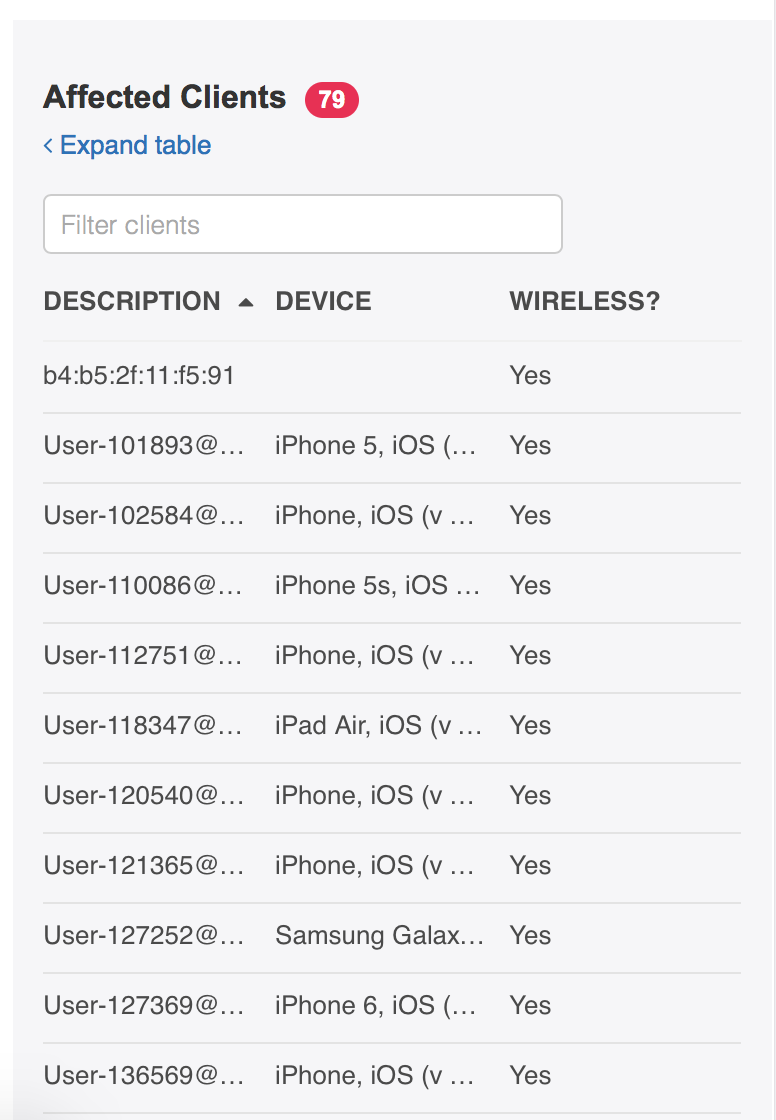 Affected Clients 79
‹ Expand table
Filter clients
DESCRIPTION ▲ DEVICE WIRELESS?
b4:b5:2f:11:f5:91 Yes
User-101893@… iPhone 5, iOS (… Yes
User-102584@… iPhone, iOS (v … Yes
User-110086@… iPhone 5s, iOS … Yes
User-112751@… iPhone, iOS (v … Yes
User-118347@… iPad Air, iOS (v … Yes
User-120540@… iPhone, iOS (v … Yes
User-121365@… iPhone, iOS (v … Yes
User-127252@… Samsung Galax… Yes
User-127369@… iPhone 6, iOS (… Yes
User-136569@… iPhone, iOS (v … Yes